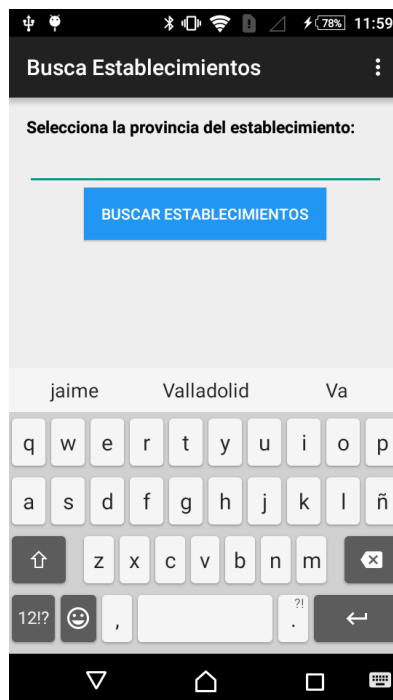 78% 11:59
Busca Establecimientos
Selecciona la provincia del establecimiento:
BUSCAR ESTABLECIMIENTOS
jaime Valladolid Va
q w e r t y u i o p
a s d f g h j k l ñ
z x c v b n m
12!? , ?! .